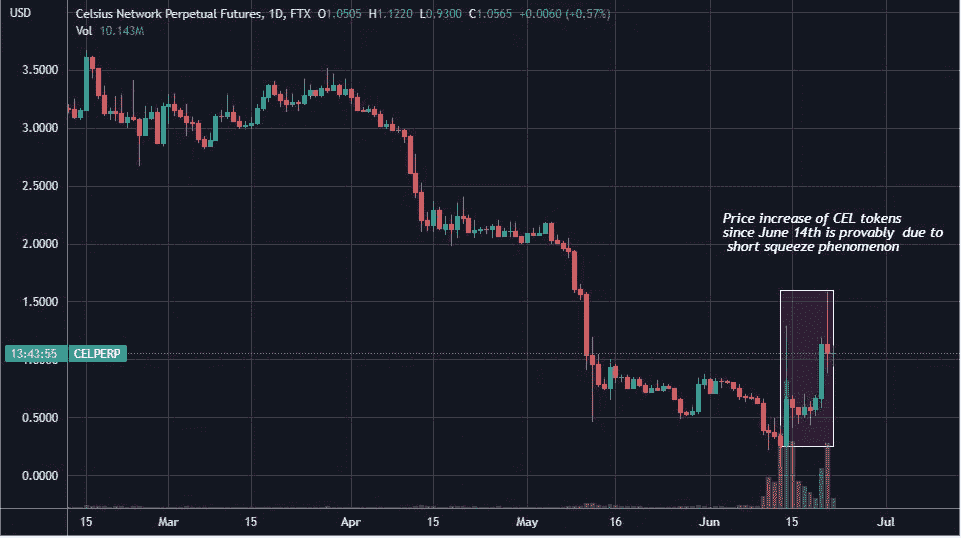 USD
Celsius Network Perpetual Futures, 1D, FTX O1.0505 H1.1220 L0.9300 C1.0565 +0.0060 (+0.57%)
Vol 10.143M
3.5000
3.0000
2.5000
Price increase of CEL tokens
since June 14th is provably due to
short squeeze phenomenon
2.0000
1.5000
13:43:55 CELPERP
0.5000
0.0000
15 Mar 15 Apr 15 May 16 Jun 15 Jul